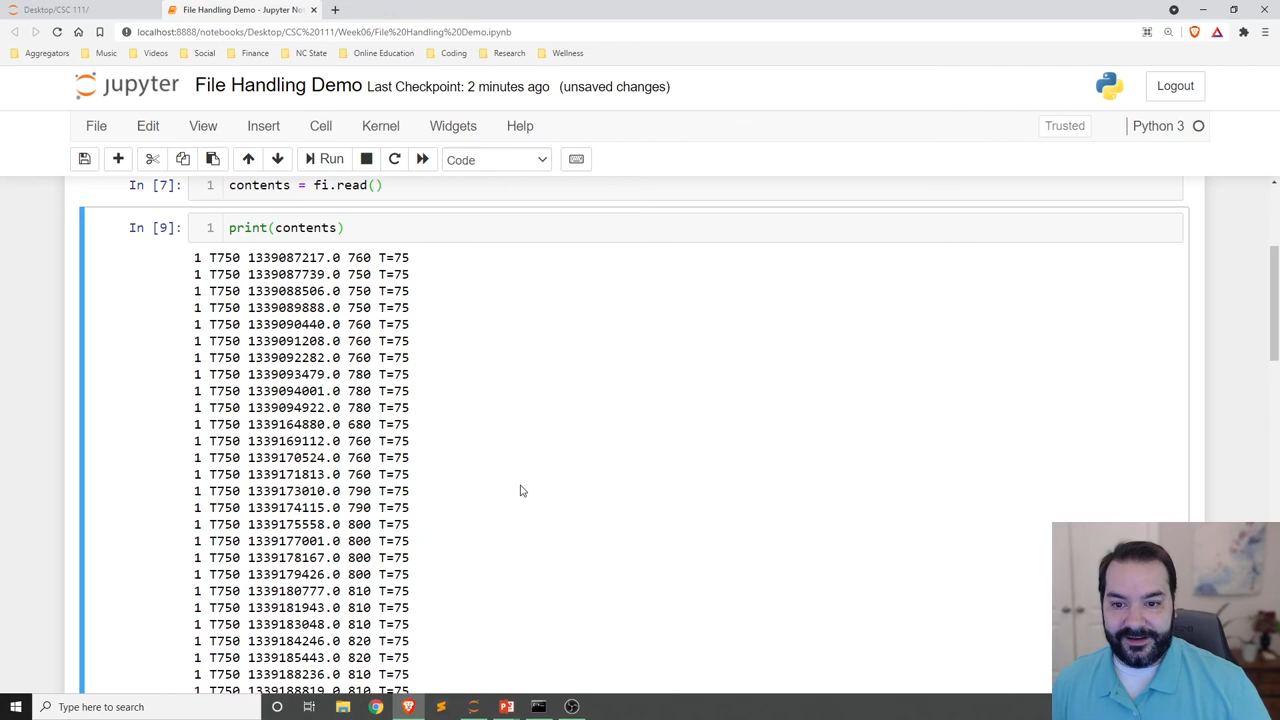 Desktop/CSC 111/
File Handling Demo - Jupyter No
localhost:8888/notebooks/Desktop/CSC%20111/Week06/File%20Handling%20Demo.ipynb
Aggregators Music Videos Social Finance NC State Online Education Coding Research Wellness
jupyter File Handling Demo Last Checkpoint: 2 minutes ago (unsaved changes) Logout
File Edit View Insert Cell Kernel Widgets Help Trusted Python 3
Run Code
In [7]: 1 contents = fi.read()
In [9]: 1 print(contents)
1 T750 1339087217.0 760 T=75
1 T750 1339087739.0 750 T=75
1 T750 1339088506.0 750 T=75
1 T750 1339089888.0 750 T=75
1 T750 1339090440.0 760 T=75
1 T750 1339091208.0 760 T=75
1 T750 1339092282.0 760 T=75
1 T750 1339093479.0 780 T=75
1 T750 1339094001.0 780 T=75
1 T750 1339094922.0 780 T=75
1 T750 1339164880.0 680 T=75
1 T750 1339169112.0 760 T=75
1 T750 1339170524.0 760 T=75
1 T750 1339171813.0 760 T=75
1 T750 1339173010.0 790 T=75
1 T750 1339174115.0 790 T=75
1 T750 1339175558.0 800 T=75
1 T750 1339177001.0 800 T=75
1 T750 1339178167.0 800 T=75
1 T750 1339179426.0 800 T=75
1 T750 1339180777.0 810 T=75
1 T750 1339181943.0 810 T=75
1 T750 1339183048.0 810 T=75
1 T750 1339184246.0 820 T=75
1 T750 1339185443.0 820 T=75
1 T750 1339188236.0 810 T=75
1 T750 1339188819.0 810 T=75
Type here to search